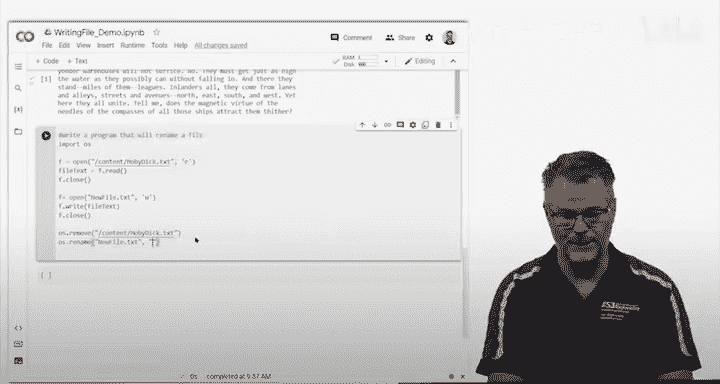 WritingFile_Demo.ipynb
Comment
Share
File Edit View Insert Runtime Tools Help All changes saved
+ Code + Text
RAM
Disk
Editing
yonder warehouses will not suffice. No. They must get just as nigh
[1] the water as they possibly can without falling in. And there they
stand--miles of them--leagues. Inlanders all, they come from lanes
and alleys, streets and avenues--north, east, south, and west. Yet
here they all unite. Tell me, does the magnetic virtue of the
needles of the compasses of all those ships attract them thither?
#Write a program that will rename a file
import os
f = open("/content/MobyDick.txt", 'r')
fileText = f.read()
f.close()
f= open("NewFile.txt", 'w')
f.write(fileText)
f.close()
os.remove("/content/MobyDick.txt")
os.rename("NewFile.txt", "")
[ ]
0s completed at 9:37 AM